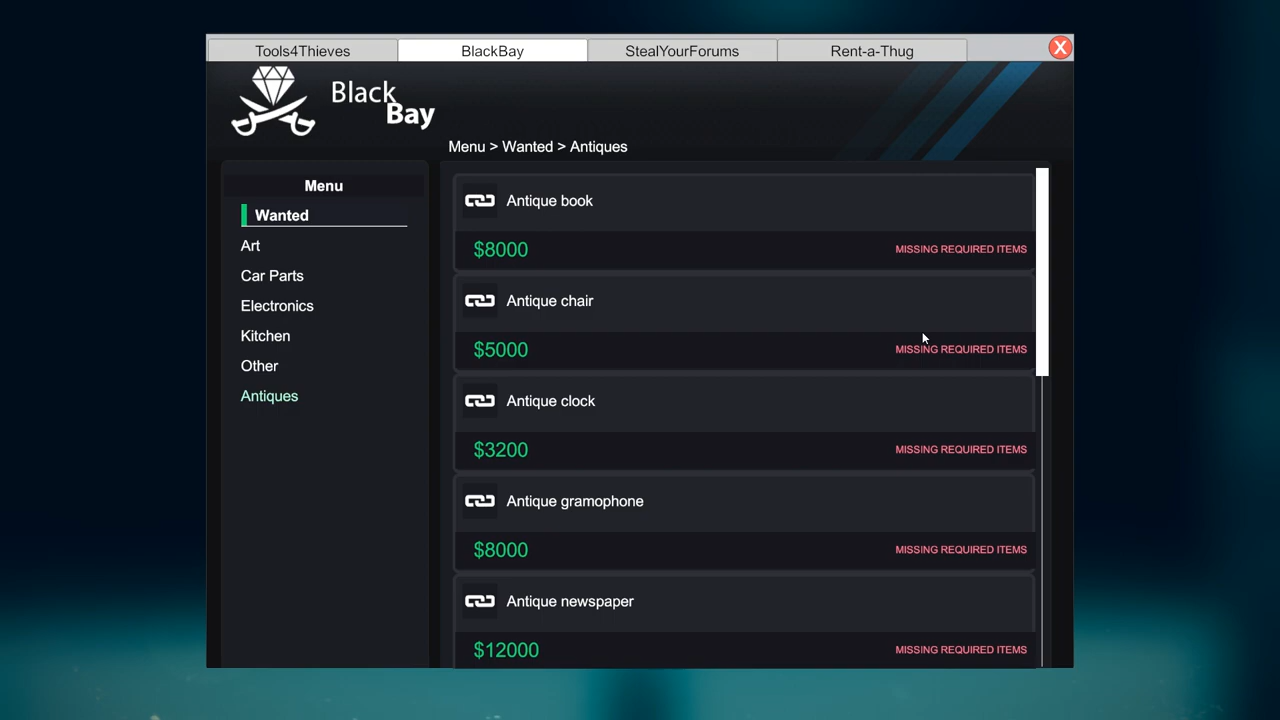 Tools4Thieves
BlackBay
StealYourForums
Rent-a-Thug
X
Black
Bay
Menu > Wanted > Antiques
Menu
Wanted
Art
Car Parts
Electronics
Kitchen
Other
Antiques
Antique book
$8000
MISSING REQUIRED ITEMS
Antique chair
$5000
MISSING REQUIRED ITEMS
Antique clock
$3200
MISSING REQUIRED ITEMS
Antique gramophone
$8000
MISSING REQUIRED ITEMS
Antique newspaper
$12000
MISSING REQUIRED ITEMS